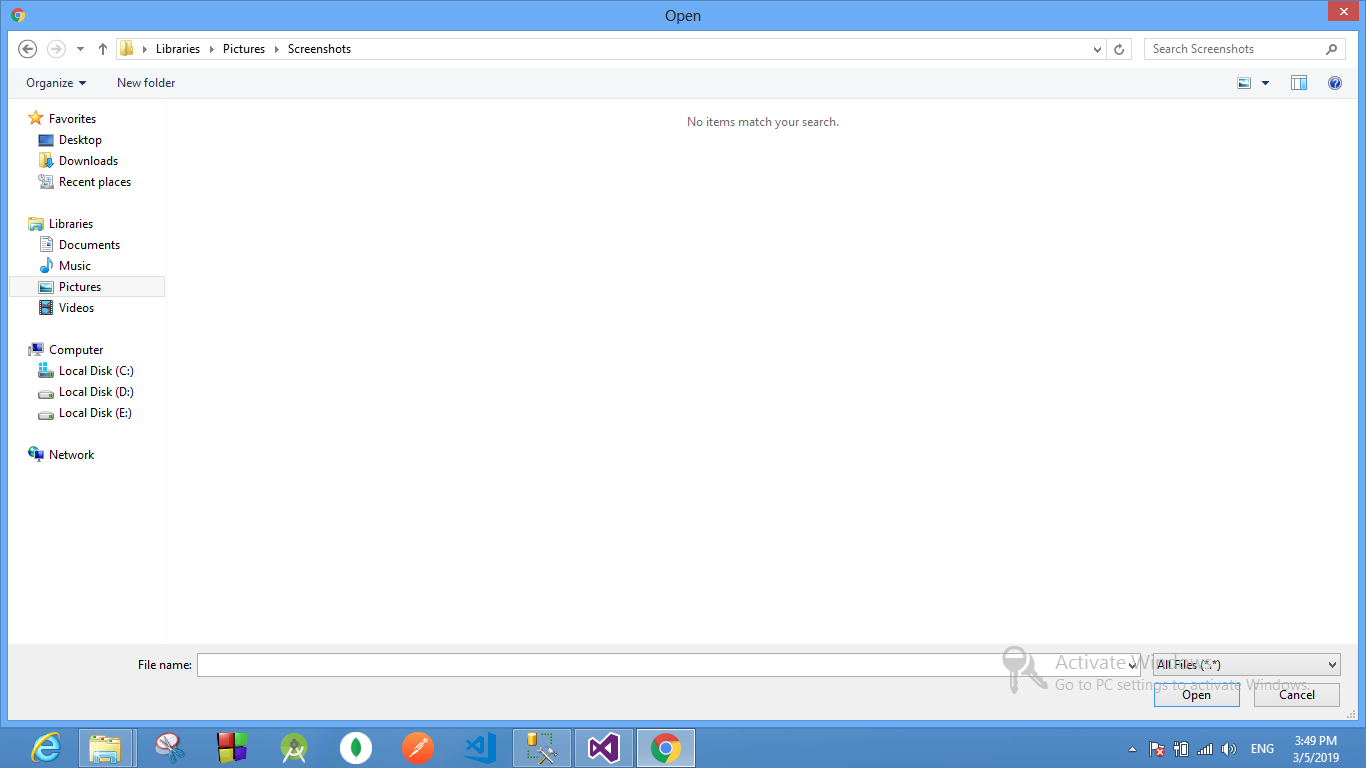 Open
Libraries Pictures Screenshots
Search Screenshots
Organize
New folder
No items match your search.
Favorites
Desktop
Downloads
Recent places
Libraries
Documents
Music
Pictures
Videos
Computer
Local Disk (C:)
Local Disk (D:)
Local Disk (E:)
Network
File name:
All Files (*.*)
Activate Windows
Go to PC settings to activate Windows.
Open
Cancel
ENG
3:49 PM
3/5/2019